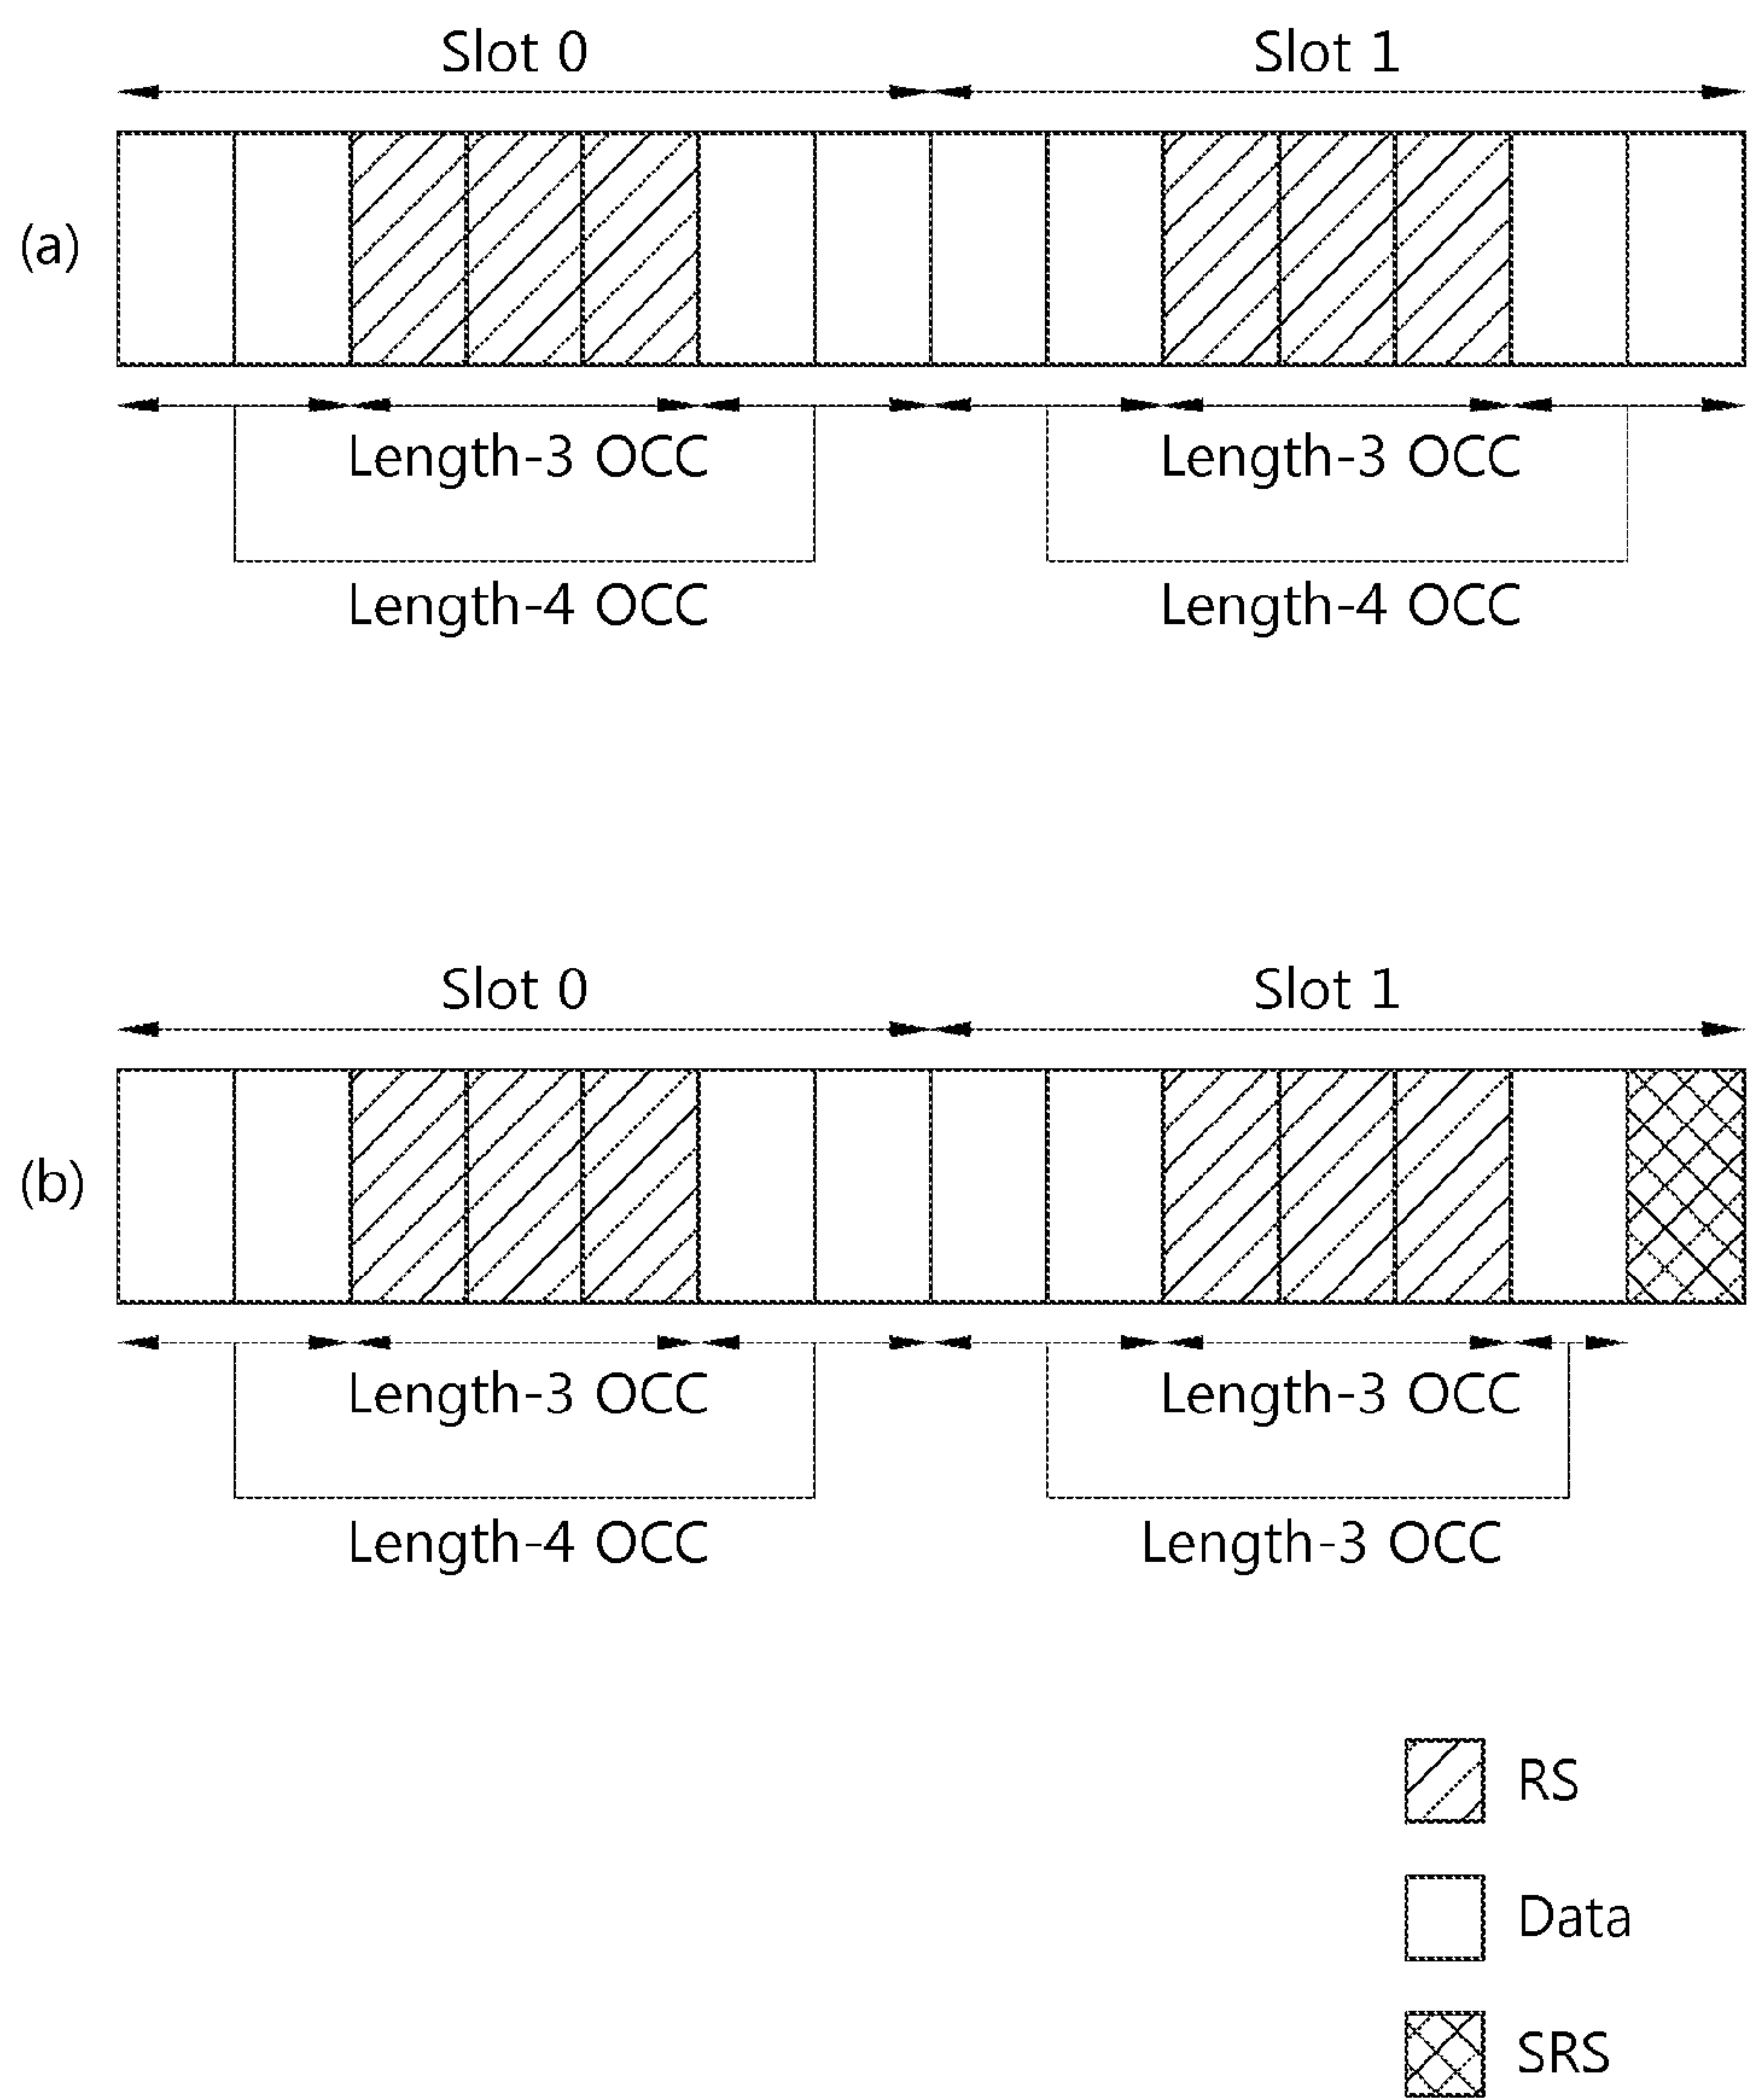 Slot 0 Slot 1
(a)
Length-3 OCC Length-3 OCC
Length-4 OCC Length-4 OCC
Slot 0 Slot 1
(b)
Length-3 OCC Length-3 OCC
Length-4 OCC Length-3 OCC
RS
Data
SRS